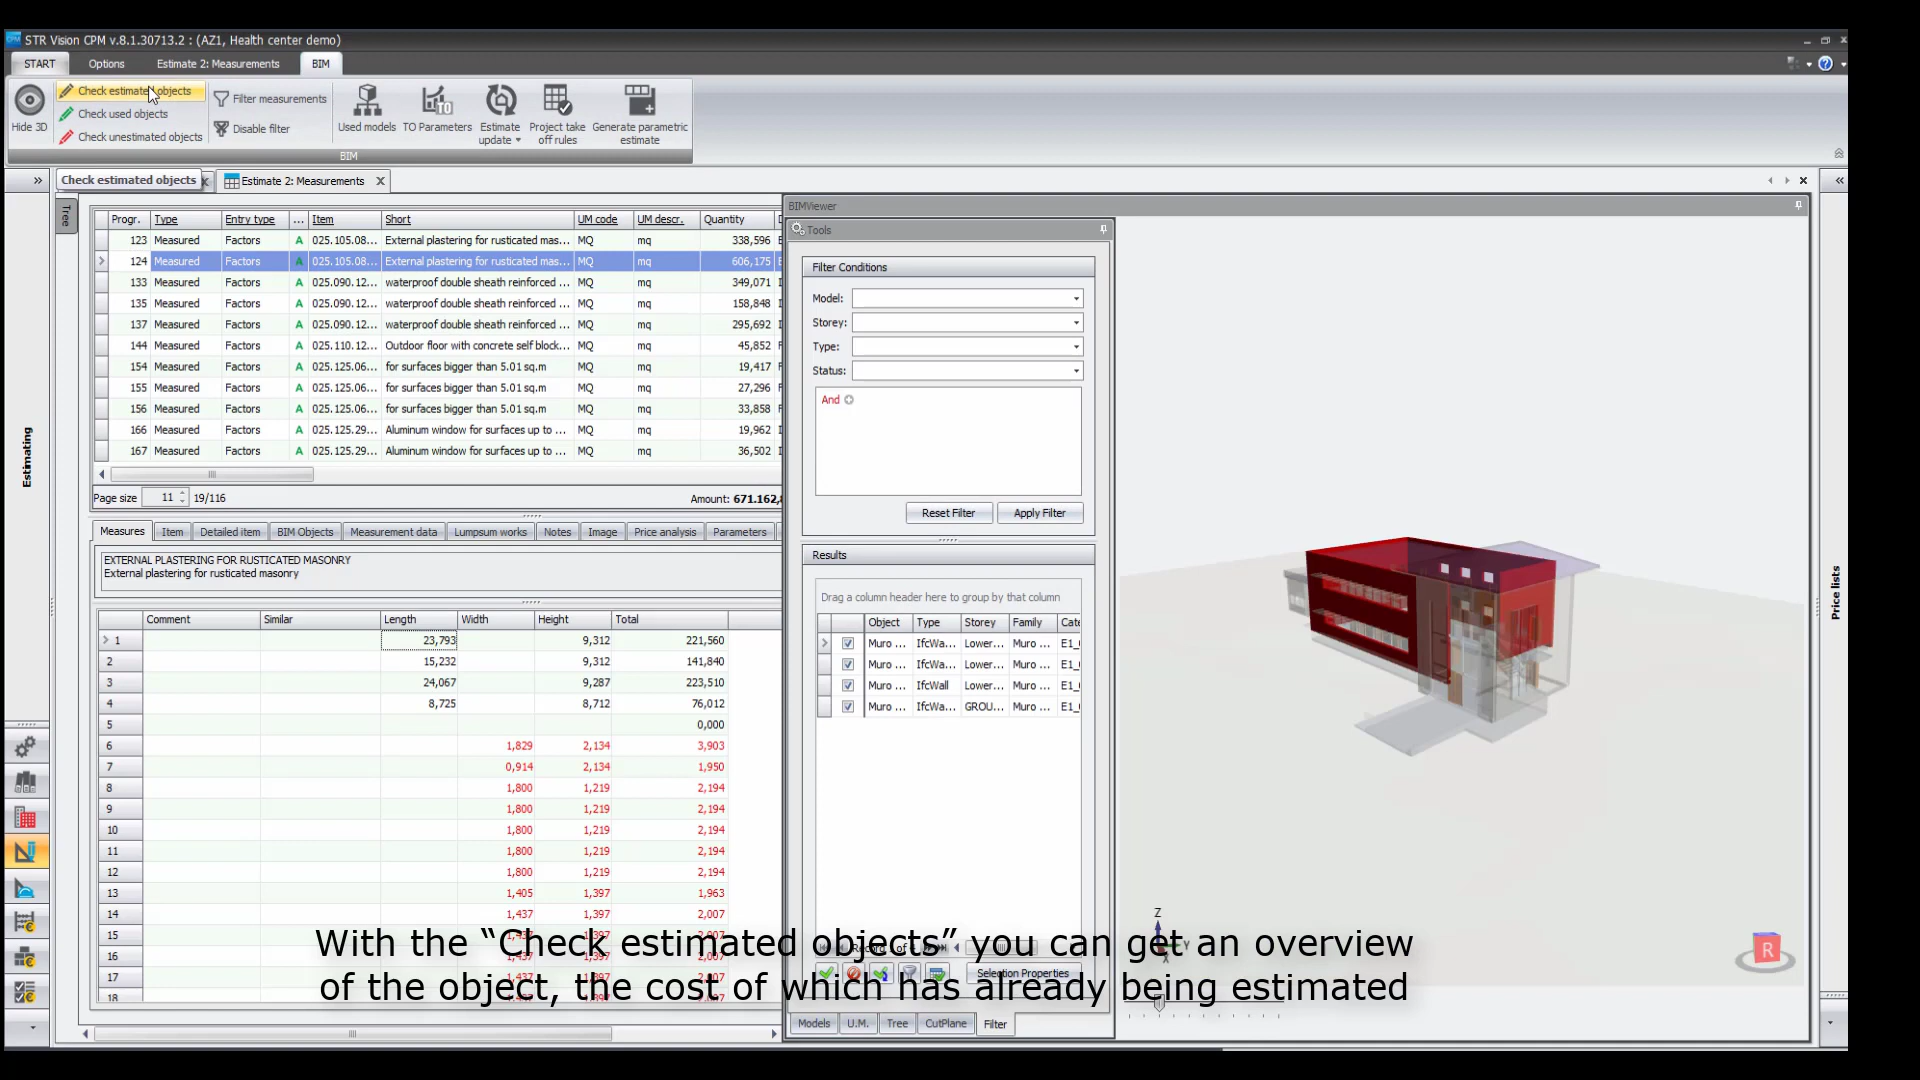 STR Vision CPM v.8.1.30713.2 : (AZ1, Health center demo)
START Options Estimate 2: Measurements BIM
Hide 3D
Check estimated objects
Check used objects
Check unestimated objects
Filter measurements
Disable filter
Used models
TO Parameters
Estimate update
Project take off rules
Generate parametric estimate
BIM
Check estimated objects
Estimate 2: Measurements
Tree
Estimating
Price lists
Progr. Type Entry type ... Item Short UM code UM descr. Quantity
123 Measured Factors A 025.105.08... External plastering for rusticated mas... MQ mq 338,596
124 Measured Factors A 025.105.08... External plastering for rusticated mas... MQ mq 606,175
133 Measured Factors A 025.090.12... waterproof double sheath reinforced ... MQ mq 349,071
135 Measured Factors A 025.090.12... waterproof double sheath reinforced ... MQ mq 158,848
137 Measured Factors A 025.090.12... waterproof double sheath reinforced ... MQ mq 295,692
144 Measured Factors A 025.110.12... Outdoor floor with concrete self block... MQ mq 45,852
154 Measured Factors A 025.125.06... for surfaces bigger than 5.01 sq.m MQ mq 19,417
155 Measured Factors A 025.125.06... for surfaces bigger than 5.01 sq.m MQ mq 27,296
156 Measured Factors A 025.125.06... for surfaces bigger than 5.01 sq.m MQ mq 33,858
166 Measured Factors A 025.125.29... Aluminum window for surfaces up to ... MQ mq 19,962
167 Measured Factors A 025.125.29... Aluminum window for surfaces up to ... MQ mq 36,502
Page size 11 19/116 Amount: 671.162,
Measures Item Detailed item BIM Objects Measurement data Lumpsum works Notes Image Price analysis Parameters
EXTERNAL PLASTERING FOR RUSTICATED MASONRY
External plastering for rusticated masonry
Comment Similar Length Width Height Total
1 23,793 9,312 221,560
2 15,232 9,312 141,840
3 24,067 9,287 223,510
4 8,725 8,712 76,012
5 0,000
6 1,829 2,134 3,903
7 0,914 2,134 1,950
8 1,800 1,219 2,194
9 1,800 1,219 2,194
10 1,800 1,219 2,194
11 1,800 1,219 2,194
12 1,800 1,219 2,194
13 1,405 1,397 1,963
14 1,437 1,397 2,007
15
16
17
18
BIMViewer
Tools
Filter Conditions
Model:
Storey:
Type:
Status:
And
Reset Filter Apply Filter
Results
Drag a column header here to group by that column
Object Type Storey Family Cate
Muro ... IfcWa... Lower... Muro ... E1_
Muro ... IfcWa... Lower... Muro ... E1_
Muro ... IfcWall Lower... Muro ... E1_
Muro ... IfcWa... GROU... Muro ... E1_
Selection Properties
Models U.M. Tree CutPlane Filter
Z
Y
R
With the “Check estimated objects” you can get an overview
of the object, the cost of which has already being estimated